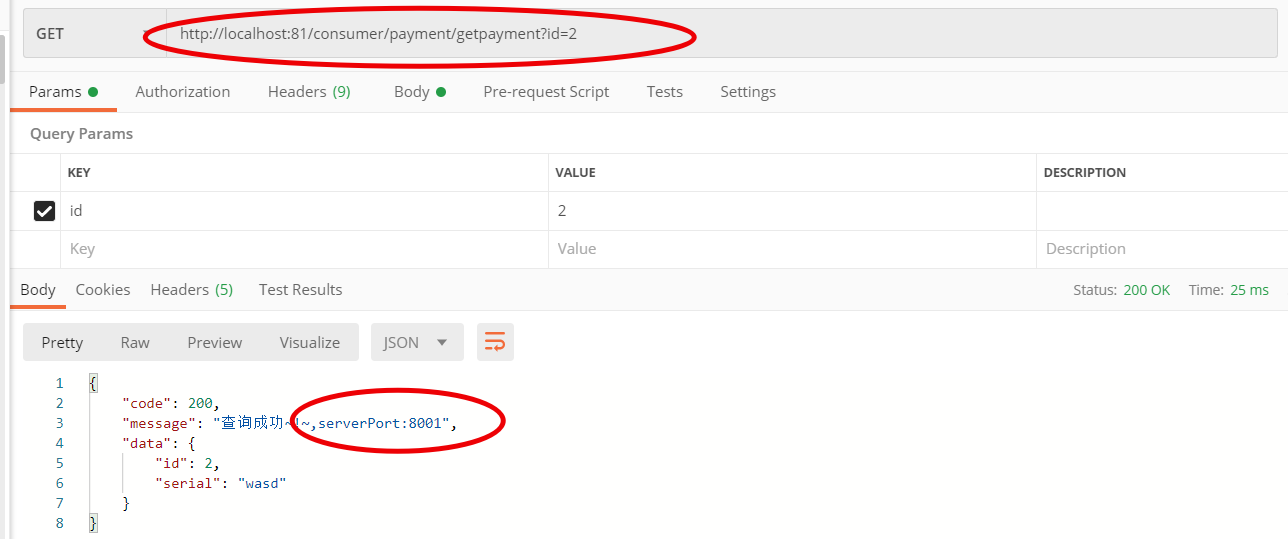 GET http://localhost:81/consumer/payment/getpayment?id=2
Params Authorization Headers (9) Body Pre-request Script Tests Settings
Query Params
KEY VALUE DESCRIPTION
id 2
Key Value Description
Body Cookies Headers (5) Test Results Status: 200 OK Time: 25 ms
Pretty Raw Preview Visualize JSON
1 {
2 "code": 200,
3 "message": "查询成功~!~,serverPort:8001",
4 "data": {
5 "id": 2,
6 "serial": "wasd"
7 }
8 }